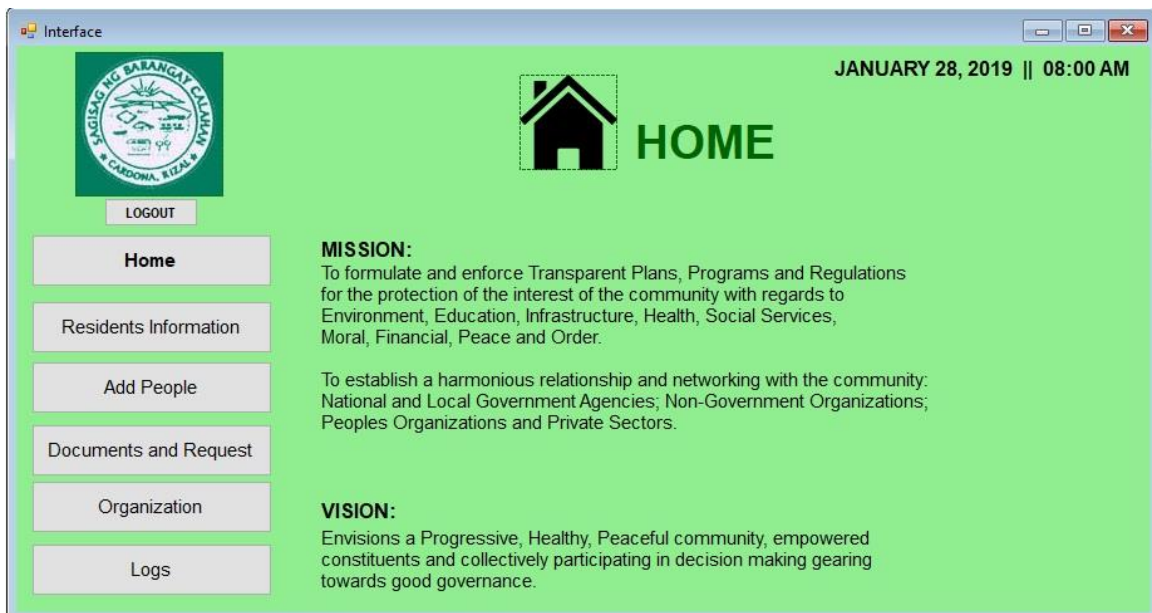 Interface
SAGISAG NG BARANGAY CALAHAN
* CARDONA, RIZAL *
JANUARY 28, 2019 || 08:00 AM
HOME
LOGOUT
Home
Residents Information
Add People
Documents and Request
Organization
Logs
MISSION:
To formulate and enforce Transparent Plans, Programs and Regulations
for the protection of the interest of the community with regards to
Environment, Education, Infrastructure, Health, Social Services,
Moral, Financial, Peace and Order.
To establish a harmonious relationship and networking with the community:
National and Local Government Agencies; Non-Government Organizations;
Peoples Organizations and Private Sectors.
VISION:
Envisions a Progressive, Healthy, Peaceful community, empowered
constituents and collectively participating in decision making gearing
towards good governance.